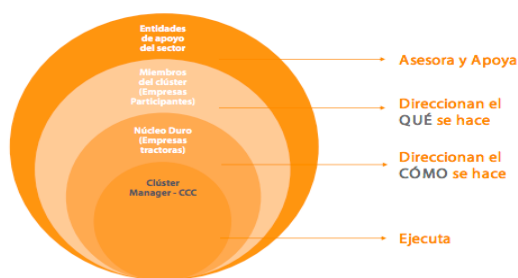 Entidades
de apoyo
del sector
Asesora y Apoya
Miembros
del clúster
(Empresas
Participantes)
Direccionan el
QUÉ se hace
Núcleo Duro
(Empresas
tractoras)
Direccionan el
CÓMO se hace
Clúster
Manager - CCC
Ejecuta